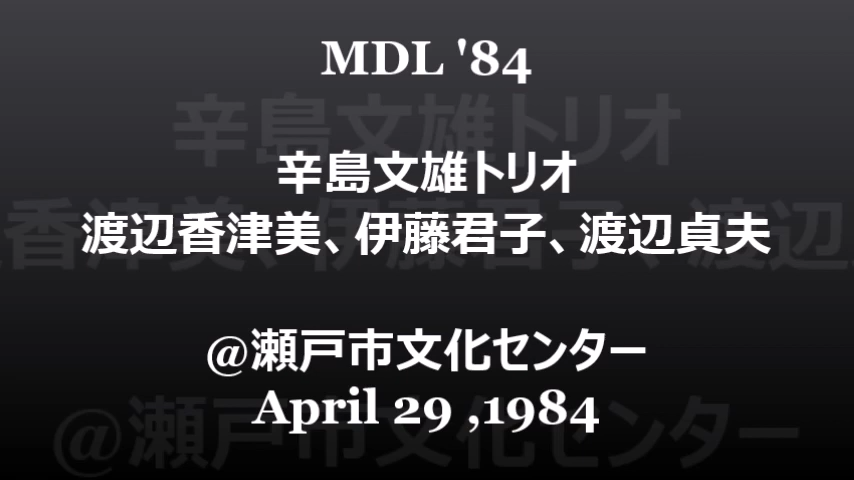 MDL '84
辛島文雄トリオ
渡辺香津美、伊藤君子、渡辺貞夫
@瀬戸市文化センター
April 29 ,1984